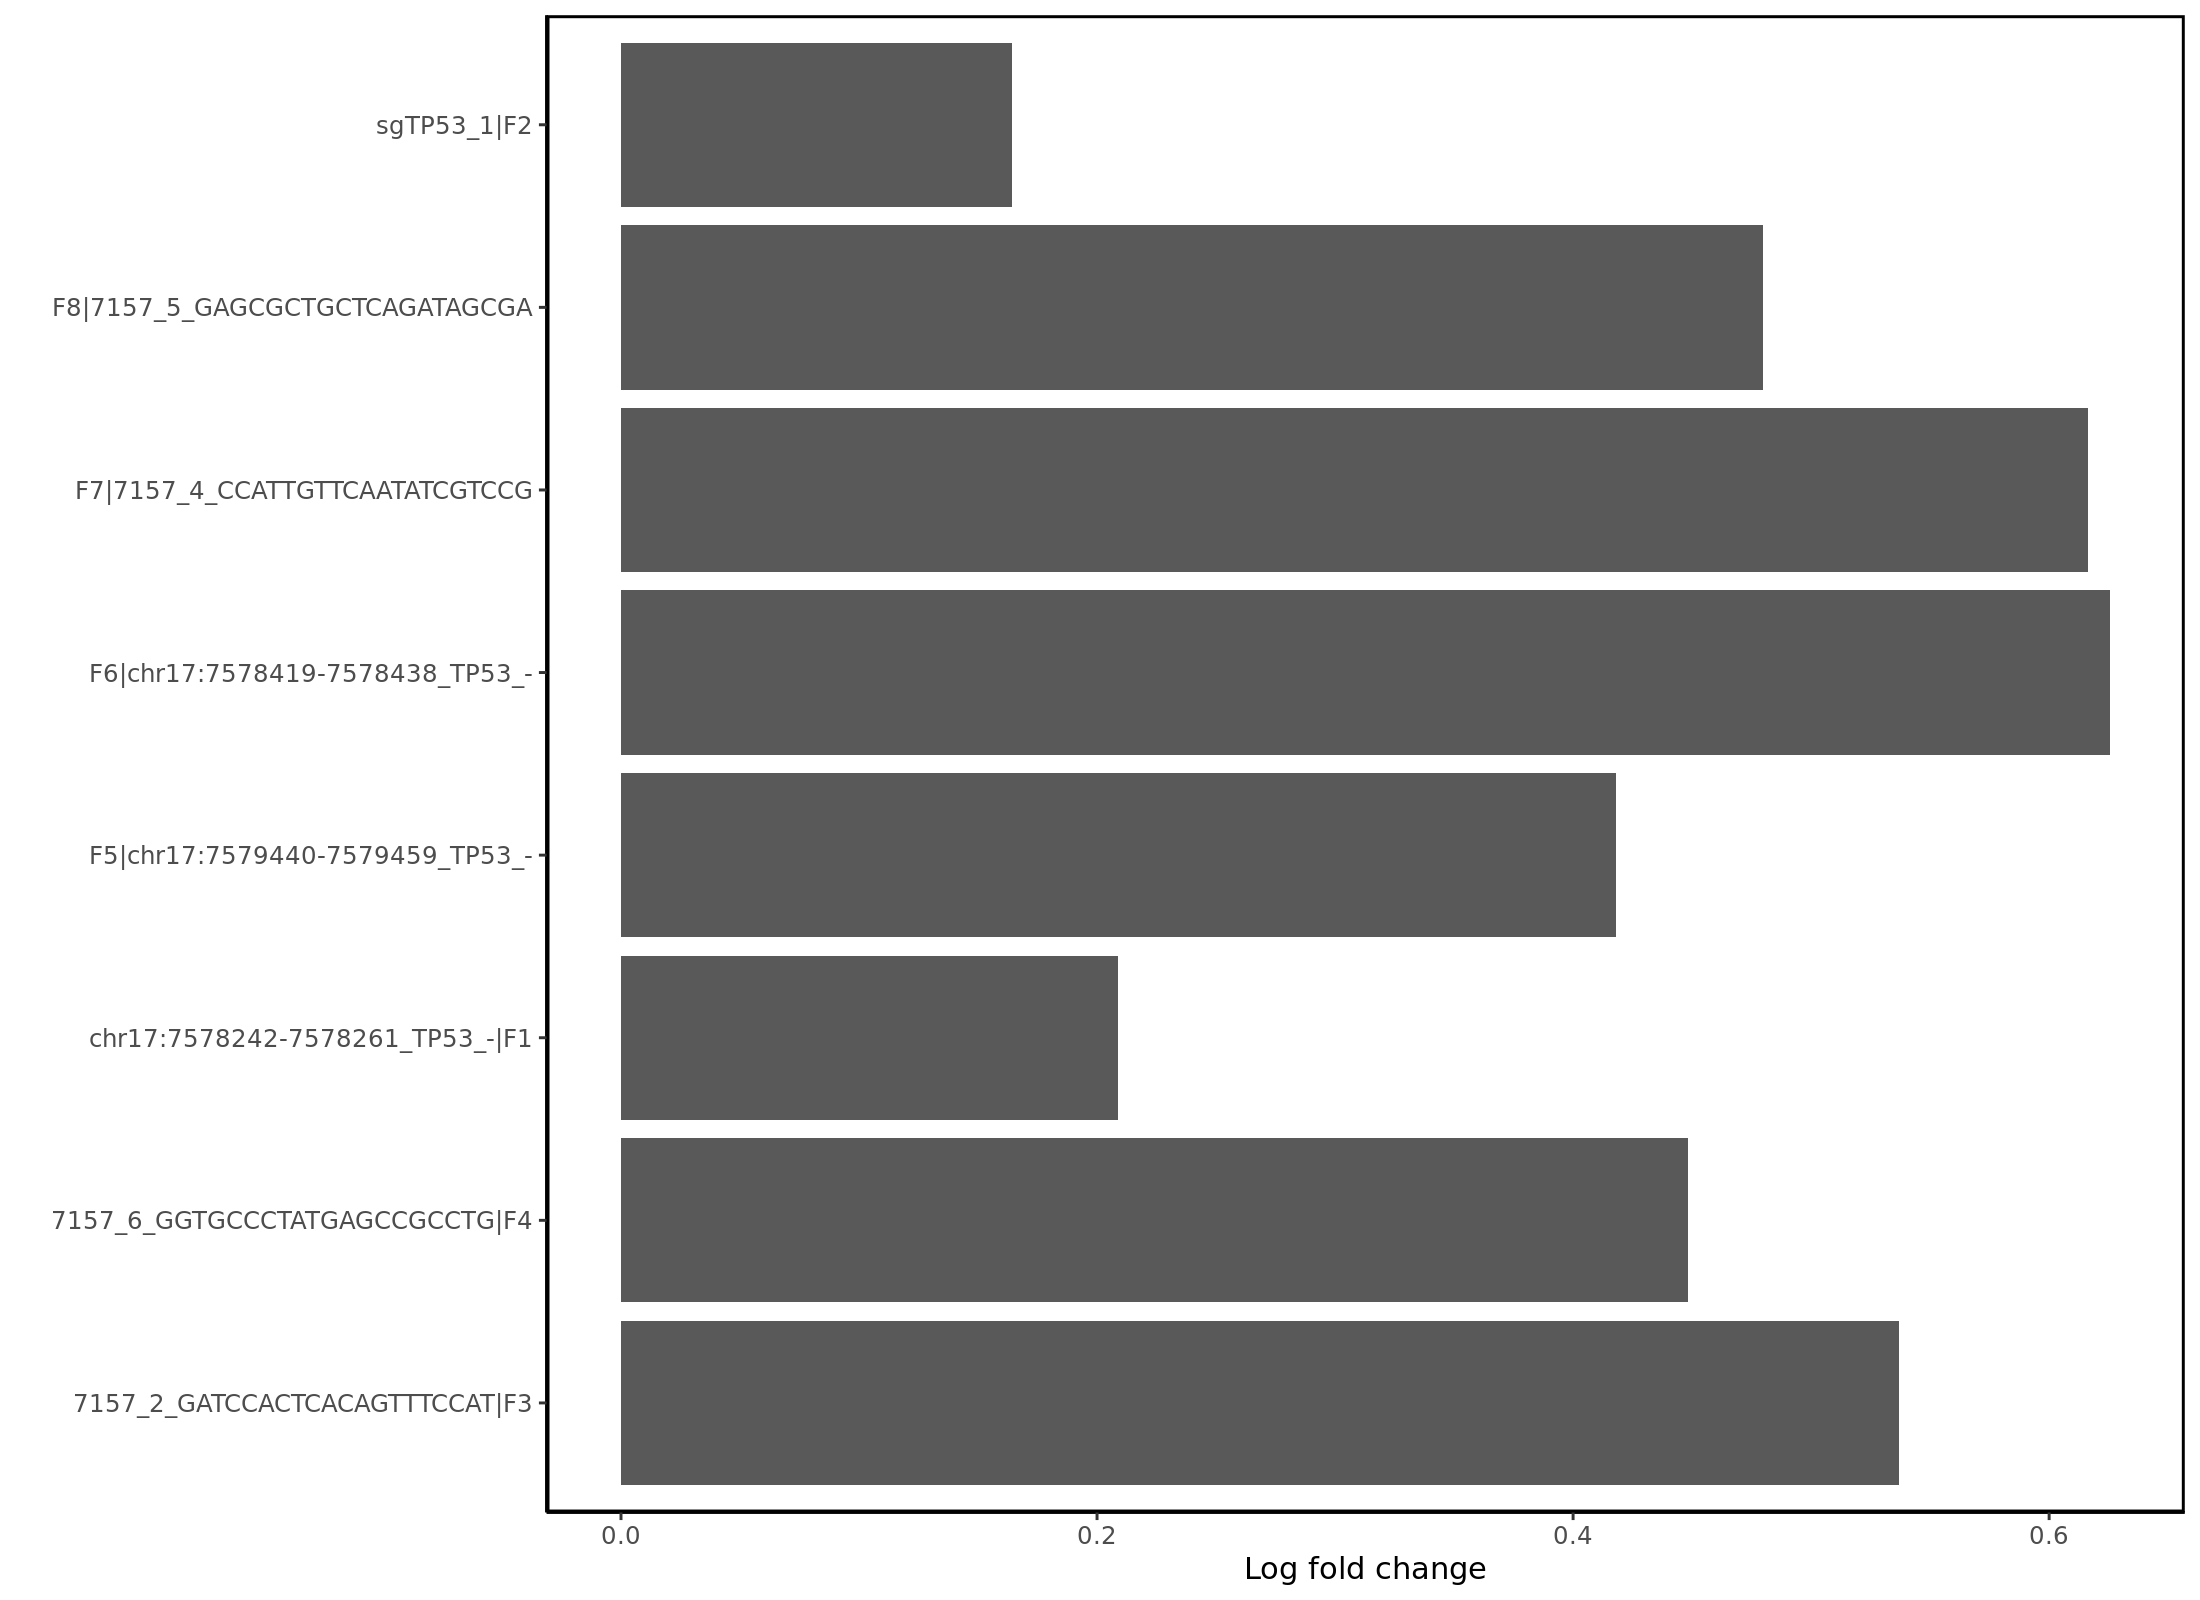 sgTP53_1|F2
F8|7157_5_GAGCGCTGCTCAGATAGCGA
F7|7157_4_CCATTGTTCAATATCGTCCG
F6|chr17:7578419-7578438_TP53_-
F5|chr17:7579440-7579459_TP53_-
chr17:7578242-7578261_TP53_-|F1
7157_6_GGTGCCCTATGAGCCGCCTG|F4
7157_2_GATCCACTCACAGTTTCCAT|F3
0.0 0.2 0.4 0.6
Log fold change